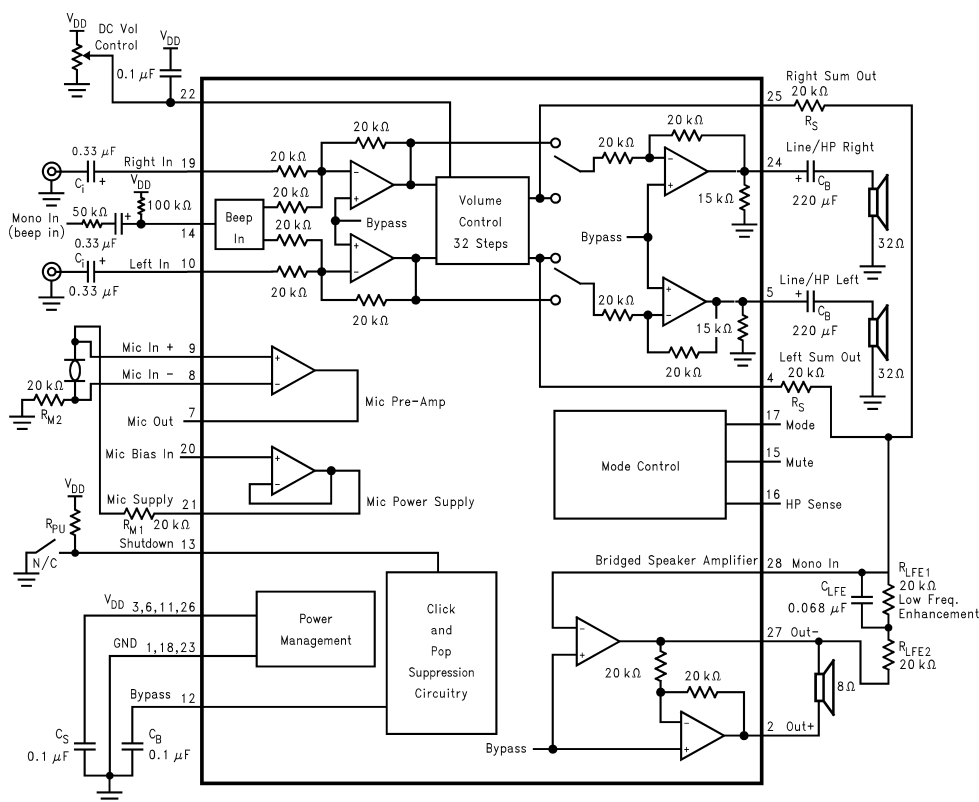 V_DD
DC Vol
Control
V_DD
0.1 μF
22
Right Sum Out
25
20 kΩ
R_S
0.33 μF
Right In 19
C_i +
V_DD
100 kΩ
50 kΩ
Mono In
(beep in)
+
0.33 μF
14
C_i +
Left In 10
0.33 μF
20 kΩ
20 kΩ
20 kΩ
20 kΩ
20 kΩ
20 kΩ
Beep
In
-
+
Bypass
+
-
Volume
Control
32 Steps
20 kΩ
20 kΩ
-
+
15 kΩ
Bypass
24
Line/HP Right
+
C_B
220 μF
32Ω
20 kΩ
+
-
15 kΩ
20 kΩ
5
Line/HP Left
+
C_B
220 μF
32Ω
Left Sum Out
4
20 kΩ
R_S
Mic In + 9
Mic In - 8
20 kΩ
R_M2
Mic Out 7
+
-
Mic Pre-Amp
Mic Bias In 20
+
-
Mic Power Supply
Mic Supply 21
R_M1 20 kΩ
V_DD
R_PU
N/C
Shutdown 13
Mode Control
17
Mode
15
Mute
16
HP Sense
V_DD 3,6,11,26
GND 1,18,23
Power
Management
Click
and
Pop
Suppression
Circuitry
Bypass 12
C_S
0.1 μF
C_B
0.1 μF
Bridged Speaker Amplifier
28 Mono In
C_LFE
0.068 μF
R_LFE1
20 kΩ
Low Freq.
Enhancement
27 Out-
R_LFE2
20 kΩ
-
+
20 kΩ
20 kΩ
-
+
8Ω
2 Out+
Bypass